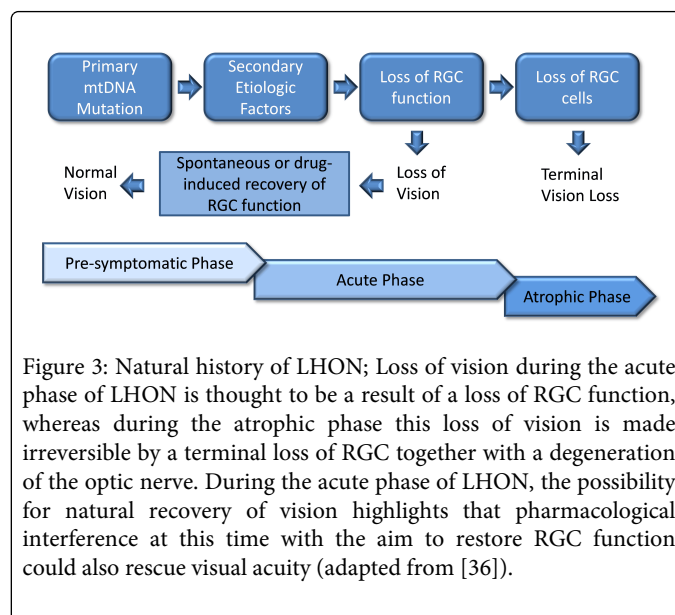 Primary
mtDNA
Mutation
Secondary
Etiologic
Factors
Loss of RGC
function
Loss of RGC
cells
Normal
Vision
Spontaneous or drug-
induced recovery of
RGC function
Loss of
Vision
Terminal
Vision Loss
Pre-symptomatic Phase
Acute Phase
Atrophic Phase
Figure 3: Natural history of LHON; Loss of vision during the acute
phase of LHON is thought to be a result of a loss of RGC function,
whereas during the atrophic phase this loss of vision is made
irreversible by a terminal loss of RGC together with a degeneration
of the optic nerve. During the acute phase of LHON, the possibility
for natural recovery of vision highlights that pharmacological
interference at this time with the aim to restore RGC function
could also rescue visual acuity (adapted from [36]).